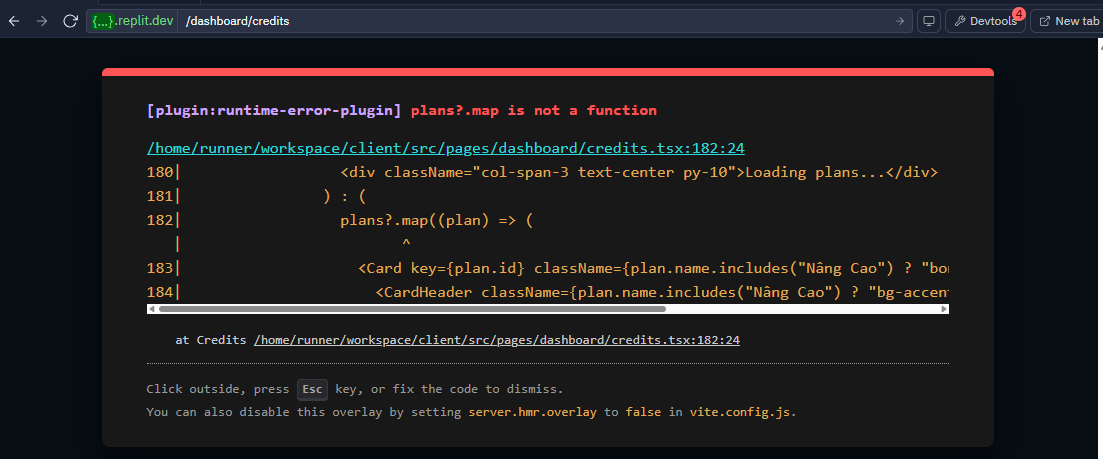 {...}.replit.dev /dashboard/credits Devtools 4 New tab
[plugin:runtime-error-plugin] plans?.map is not a function
/home/runner/workspace/client/src/pages/dashboard/credits.tsx:182:24
180| <div className="col-span-3 text-center py-10">Loading plans...</div>
181| ) : (
182| plans?.map((plan) => (
| ^
183| <Card key={plan.id} className={plan.name.includes("Nâng Cao") ? "bo
184| <CardHeader className={plan.name.includes("Nâng Cao") ? "bg-accen
at Credits /home/runner/workspace/client/src/pages/dashboard/credits.tsx:182:24
Click outside, press Esc key, or fix the code to dismiss.
You can also disable this overlay by setting server.hmr.overlay to false in vite.config.js.